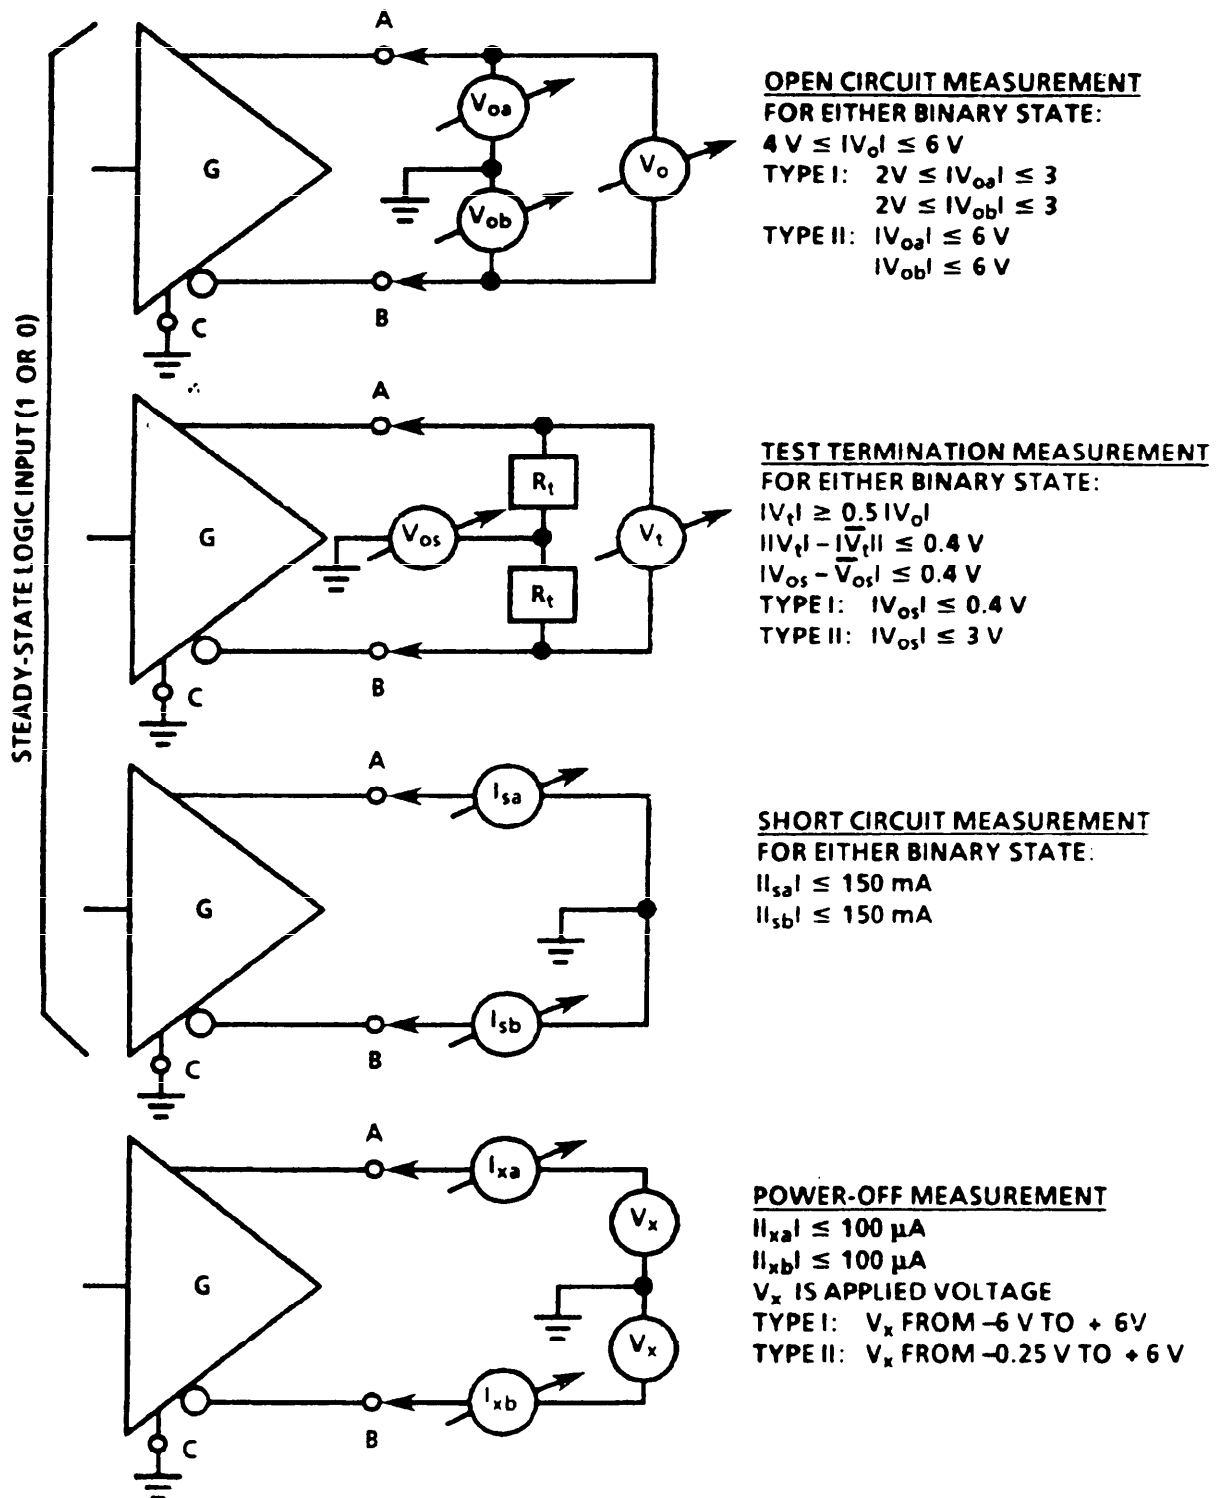 STEADY-STATE LOGIC INPUT (1 OR 0)
A
G
Voa
Vo
Vob
B
C
OPEN CIRCUIT MEASUREMENT
FOR EITHER BINARY STATE:
4 V ≤ |Vo| ≤ 6 V
TYPE I: 2V ≤ |Voa| ≤ 3
2V ≤ |Vob| ≤ 3
TYPE II: |Voa| ≤ 6 V
|Vob| ≤ 6 V
A
G
Rt
Vos
Vt
Rt
B
C
TEST TERMINATION MEASUREMENT
FOR EITHER BINARY STATE:
|Vt| ≥ 0.5 |Vo|
||Vt| – |V̅t|| ≤ 0.4 V
|Vos – V̅os| ≤ 0.4 V
TYPE I: |Vos| ≤ 0.4 V
TYPE II: |Vos| ≤ 3 V
A
Isa
G
Isb
B
C
SHORT CIRCUIT MEASUREMENT
FOR EITHER BINARY STATE:
|Isa| ≤ 150 mA
|Isb| ≤ 150 mA
A
Ixa
Vx
G
Vx
Ixb
B
C
POWER-OFF MEASUREMENT
|Ixa| ≤ 100 µA
|Ixb| ≤ 100 µA
Vx IS APPLIED VOLTAGE
TYPE I: Vx FROM –6 V TO + 6V
TYPE II: Vx FROM –0.25 V TO + 6 V